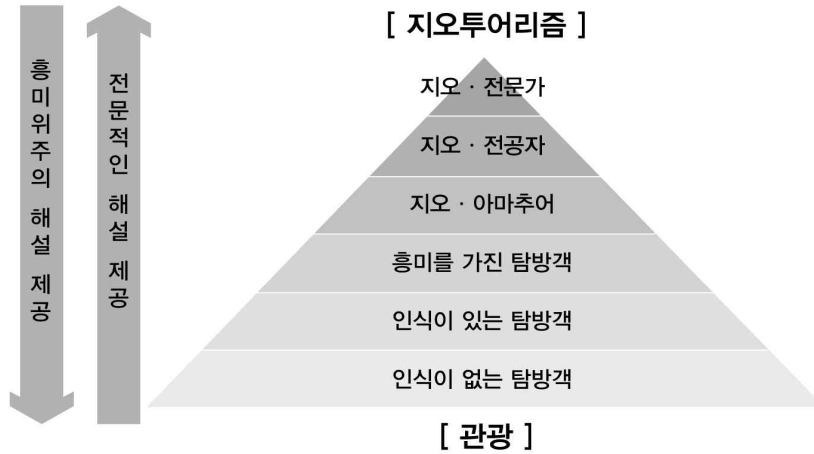 [ 지오투어리즘 ]
흥미위주의 해설 제공
전문적인 해설 제공
지오 · 전문가
지오 · 전공자
지오 · 아마추어
흥미를 가진 탐방객
인식이 있는 탐방객
인식이 없는 탐방객
[ 관광 ]